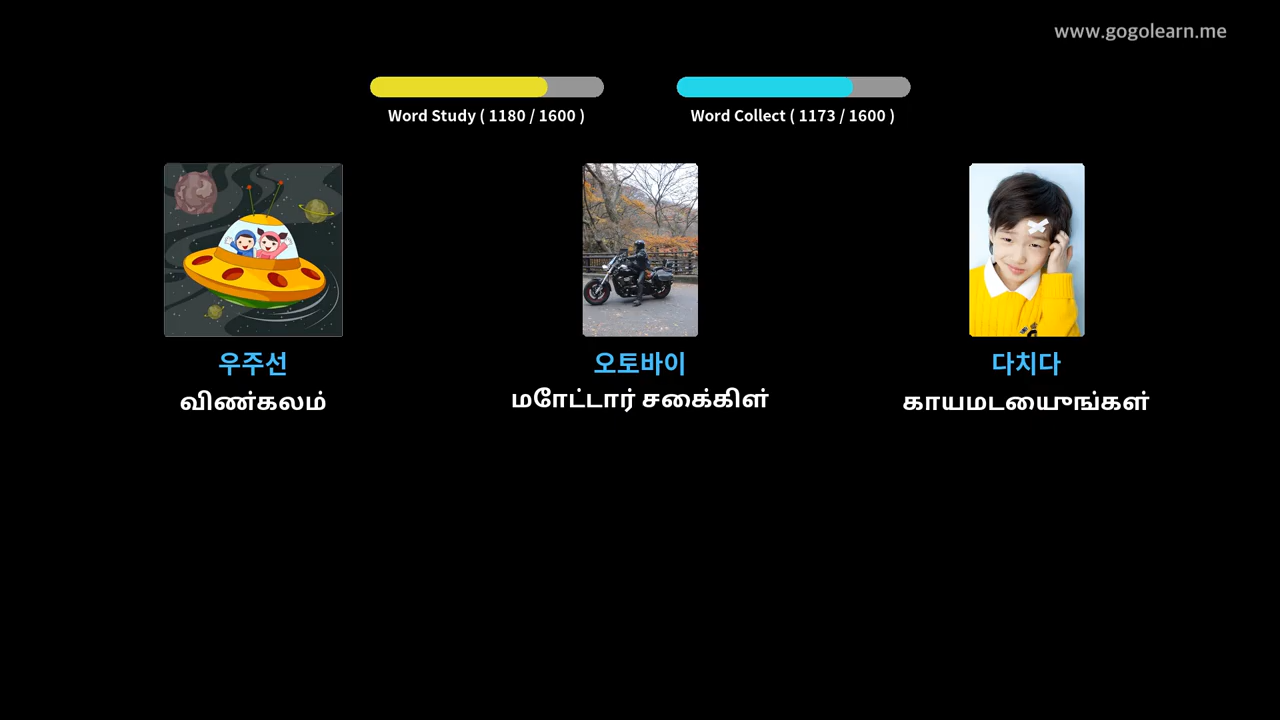 www.gogolearn.me
Word Study ( 1180 / 1600 )
Word Collect ( 1173 / 1600 )
우주선
오토바이
다치다
விண்கலம்
மோட்டார் சைக்கிள்
காயமடையுங்கள்